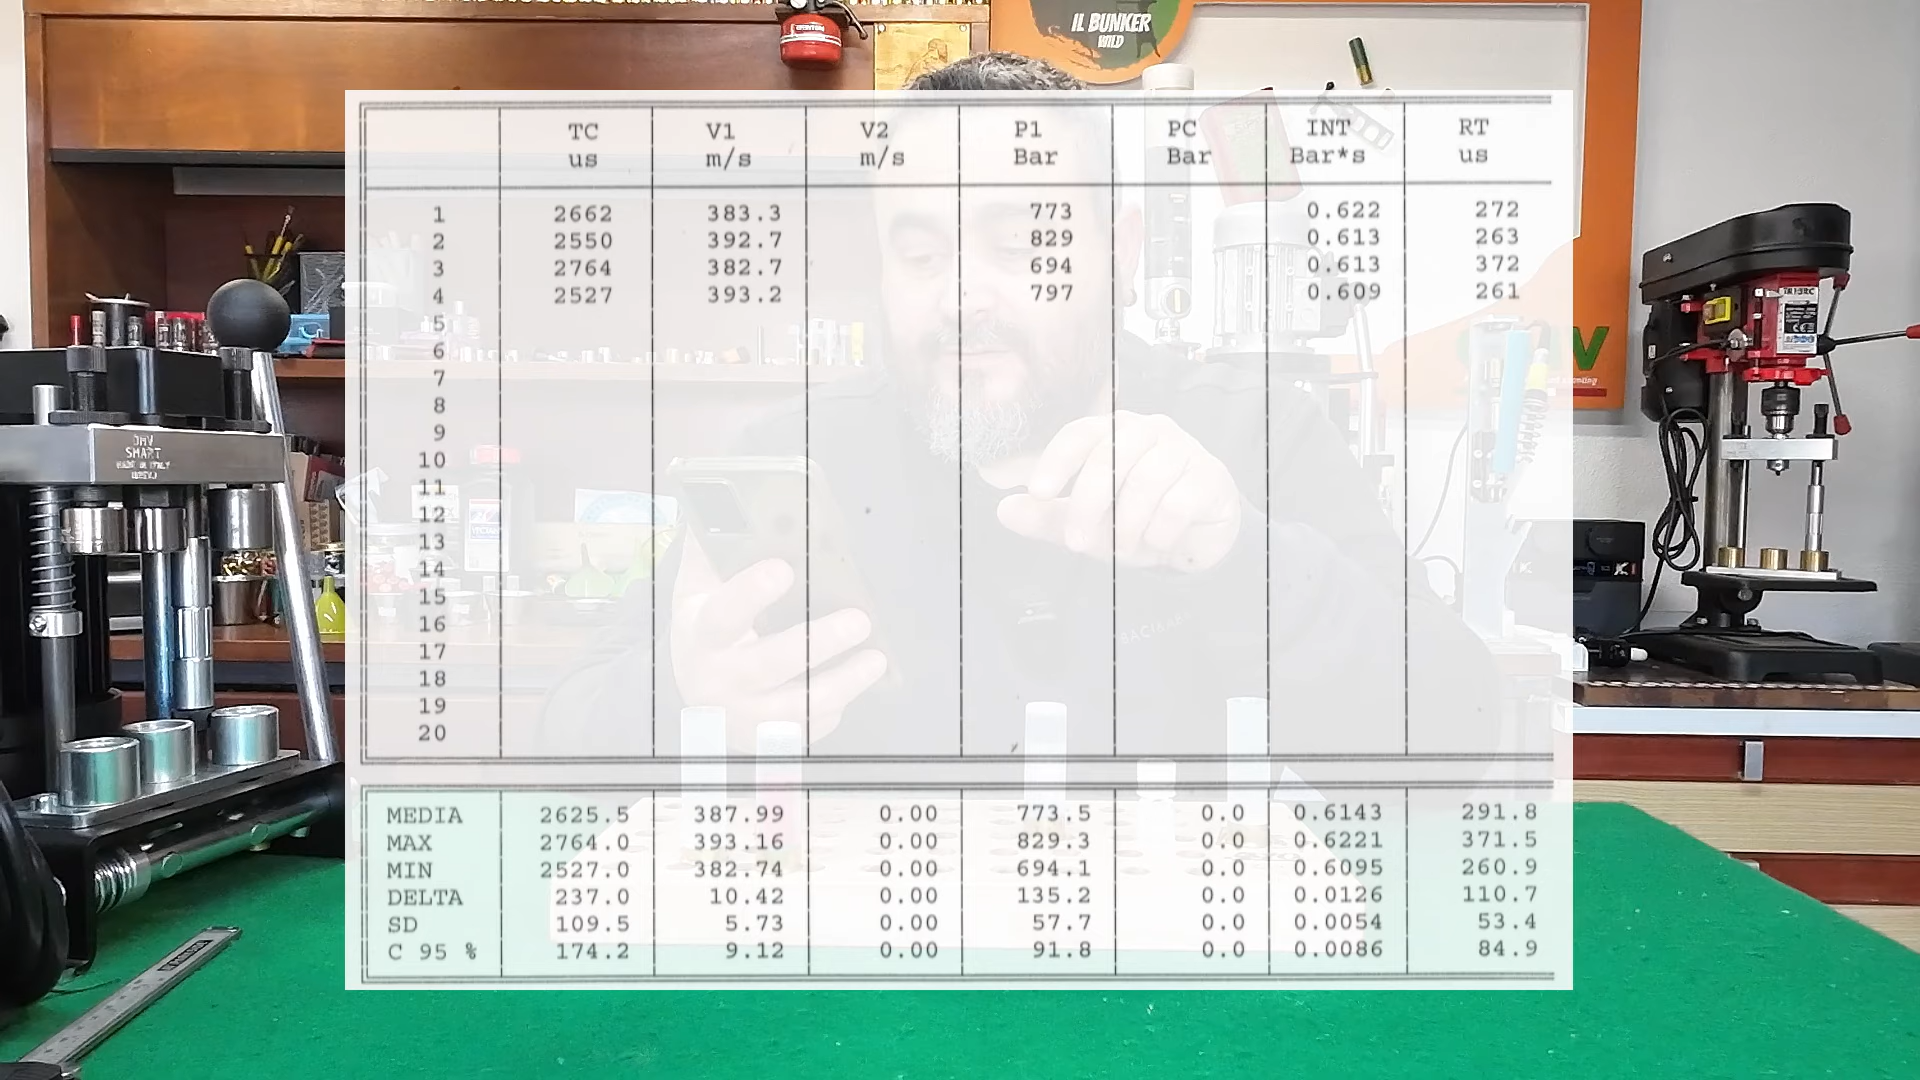 IL BUNKER
WILD
TC V1 V2 P1 PC INT RT
us m/s m/s Bar Bar Bar*s us
1 2662 383.3 773 0.622 272
2 2550 392.7 829 0.613 263
3 2764 382.7 694 0.613 372
4 2527 393.2 797 0.609 261
5
6
7
8
9
10
11
12
13
14
15
16
17
18
19
20
MEDIA 2625.5 387.99 0.00 773.5 0.0 0.6143 291.8
MAX 2764.0 393.16 0.00 829.3 0.0 0.6221 371.5
MIN 2527.0 382.74 0.00 694.1 0.0 0.6095 260.9
DELTA 237.0 10.42 0.00 135.2 0.0 0.0126 110.7
SD 109.5 5.73 0.00 57.7 0.0 0.0054 53.4
C 95 % 174.2 9.12 0.00 91.8 0.0 0.0086 84.9
SMART
MADE IN ITALY